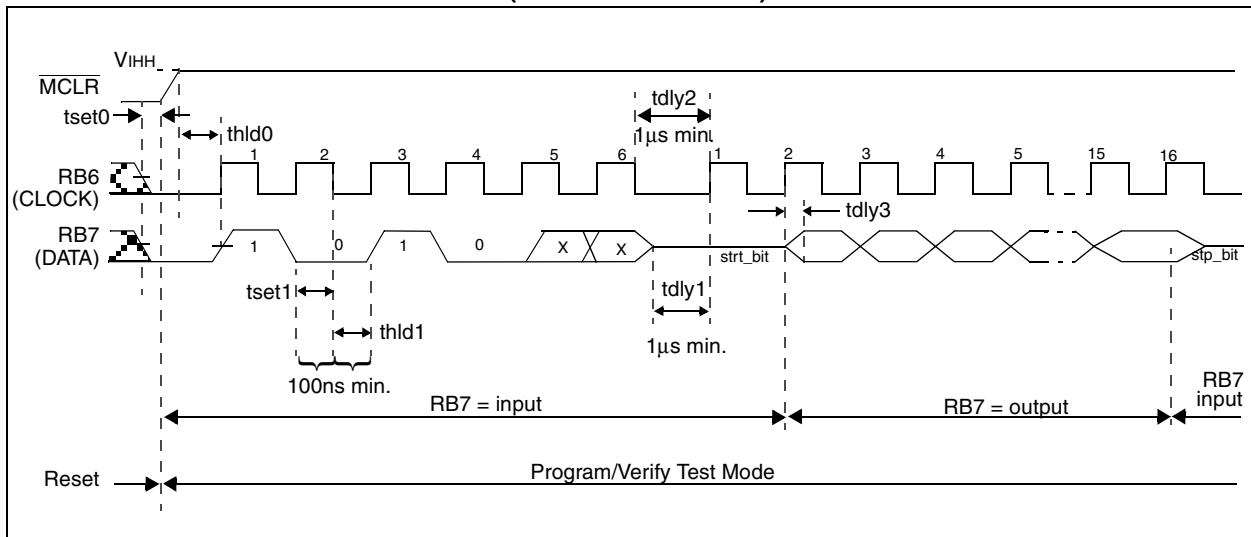 VIHH
MCLR
tset0
thld0
tdly2
1µs min.
1 2 3 4 5 6 1 2 3 4 5 15 16
RB6
(CLOCK)
tdly3
RB7
(DATA)
1 0 1 0 X X strt_bit stp_bit
tset1
tdly1
thld1
1µs min.
100ns min.
RB7 = input
RB7 = output
RB7
input
Reset
Program/Verify Test Mode